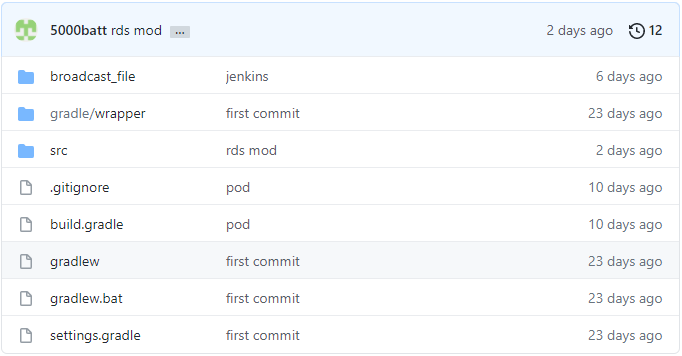 5000batt rds mod ... 2 days ago 12
broadcast_file jenkins 6 days ago
gradle/wrapper first commit 23 days ago
src rds mod 2 days ago
.gitignore pod 10 days ago
build.gradle pod 10 days ago
gradlew first commit 23 days ago
gradlew.bat first commit 23 days ago
settings.gradle first commit 23 days ago